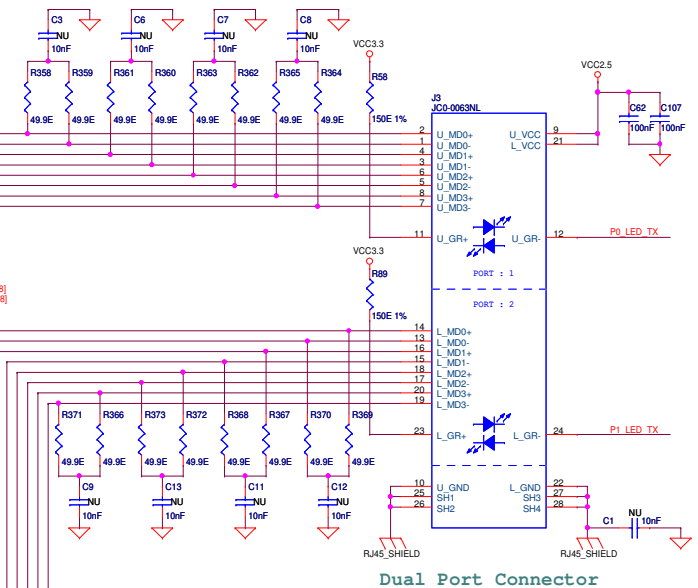 C3
NU
10nF
C6
NU
10nF
C7
NU
10nF
C8
NU
10nF
R358
R359
R361
R360
R363
R362
R365
R364
49.9E
49.9E
49.9E
49.9E
49.9E
49.9E
49.9E
49.9E
VCC3.3
R58
150E 1%
J3
JC0-0063NL
VCC2.5
C62
100nF
C107
100nF
2 U_MD0+
1 U_MD0-
4 U_MD1+
3 U_MD1-
6 U_MD2+
5 U_MD2-
8 U_MD3+
7 U_MD3-
U_VCC 9
L_VCC 21
11 U_GR+
U_GR- 12
P0_LED_TX
PORT : 1
PORT : 2
VCC3.3
R89
150E 1%
8]
8]
14 L_MD0+
13 L_MD0-
16 L_MD1+
15 L_MD1-
18 L_MD2+
17 L_MD2-
20 L_MD3+
19 L_MD3-
R371
R366
R373
R372
R368
R367
R370
R369
49.9E
49.9E
49.9E
49.9E
49.9E
49.9E
49.9E
49.9E
23 L_GR+
L_GR- 24
P1_LED_TX
C9
NU
10nF
C13
NU
10nF
C11
NU
10nF
C12
NU
10nF
10 U_GND
25 SH1
26 SH2
L_GND 22
SH3 27
SH4 28
C1
NU
10nF
RJ45_SHIELD
RJ45_SHIELD
Dual Port Connector